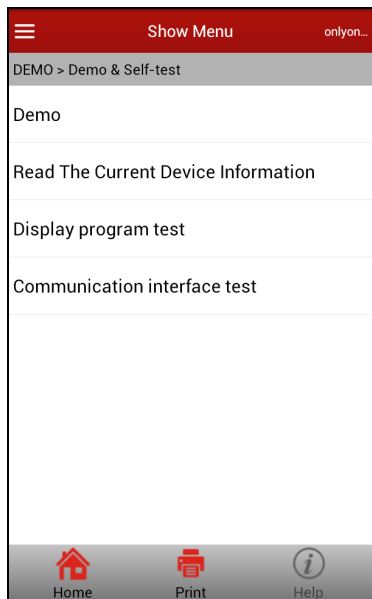 Show Menu onlyon...
DEMO > Demo & Self-test
Demo
Read The Current Device Information
Display program test
Communication interface test
Home Print Help